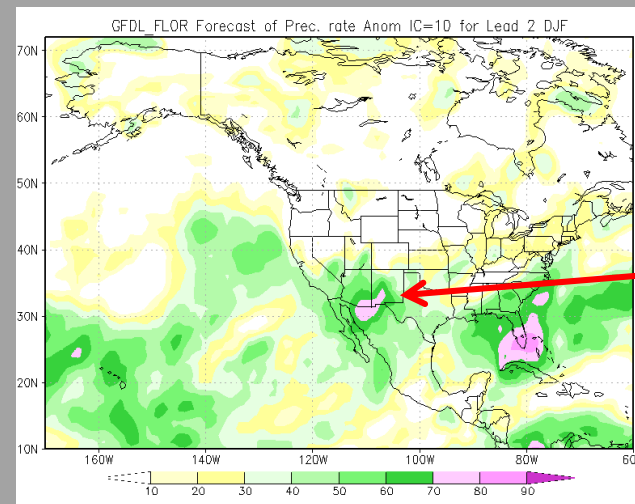 GFDL_FLOR Forecast of Prec. rate Anom IC=10 for Lead 2 DJF
70N
60N
50N
40N
30N
20N
10N
160W 140W 120W 100W 80W 60
10 20 30 40 50 60 70 80 90